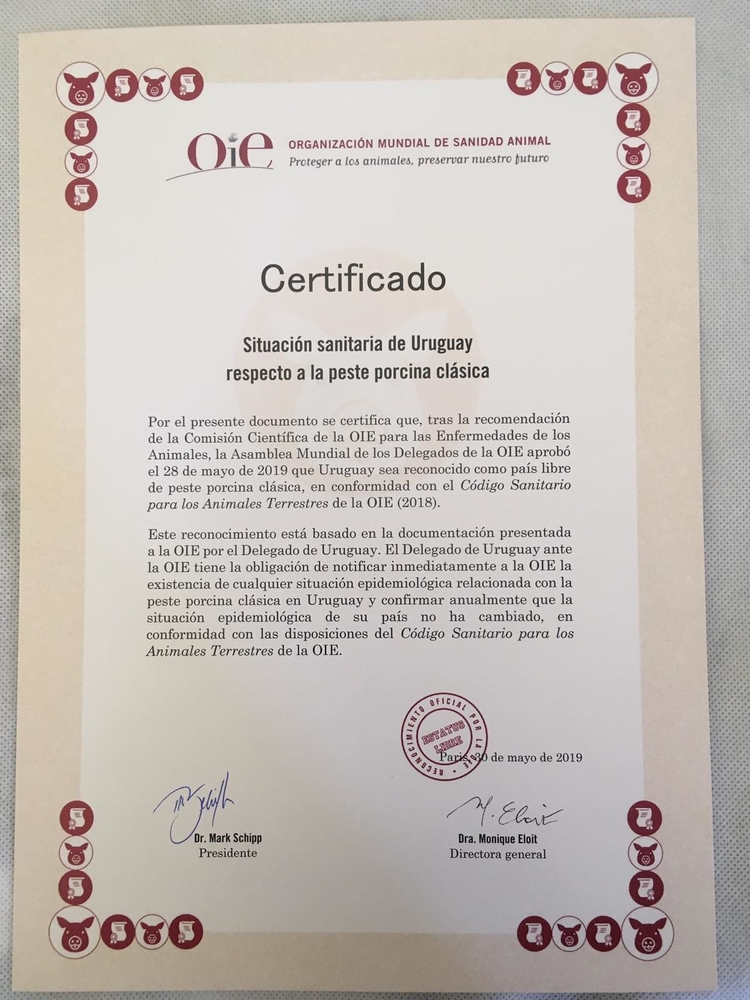 OiE
ORGANIZACIÓN MUNDIAL DE SANIDAD ANIMAL
Proteger a los animales, preservar nuestro futuro
Certificado
Situación sanitaria de Uruguay
respecto a la peste porcina clásica
Por el presente documento se certifica que, tras la recomendación
de la Comisión Científica de la OIE para las Enfermedades de los
Animales, la Asamblea Mundial de los Delegados de la OIE aprobó
el 28 de mayo de 2019 que Uruguay sea reconocido como país libre
de peste porcina clásica, en conformidad con el Código Sanitario
para los Animales Terrestres de la OIE (2018).
Este reconocimiento está basado en la documentación presentada
a la OIE por el Delegado de Uruguay. El Delegado de Uruguay ante
la OIE tiene la obligación de notificar inmediatamente a la OIE la
existencia de cualquier situación epidemiológica relacionada con la
peste porcina clásica en Uruguay y confirmar anualmente que la
situación epidemiológica de su país no ha cambiado, en
conformidad con las disposiciones del Código Sanitario para los
Animales Terrestres de la OIE.
RECONOCIMIENTO OFICIAL POR LA OIE
ESTATUS
LIBRE
París, 30 de mayo de 2019
M. Eloit
Dr. Mark Schipp
Presidente
Dra. Monique Eloit
Directora general